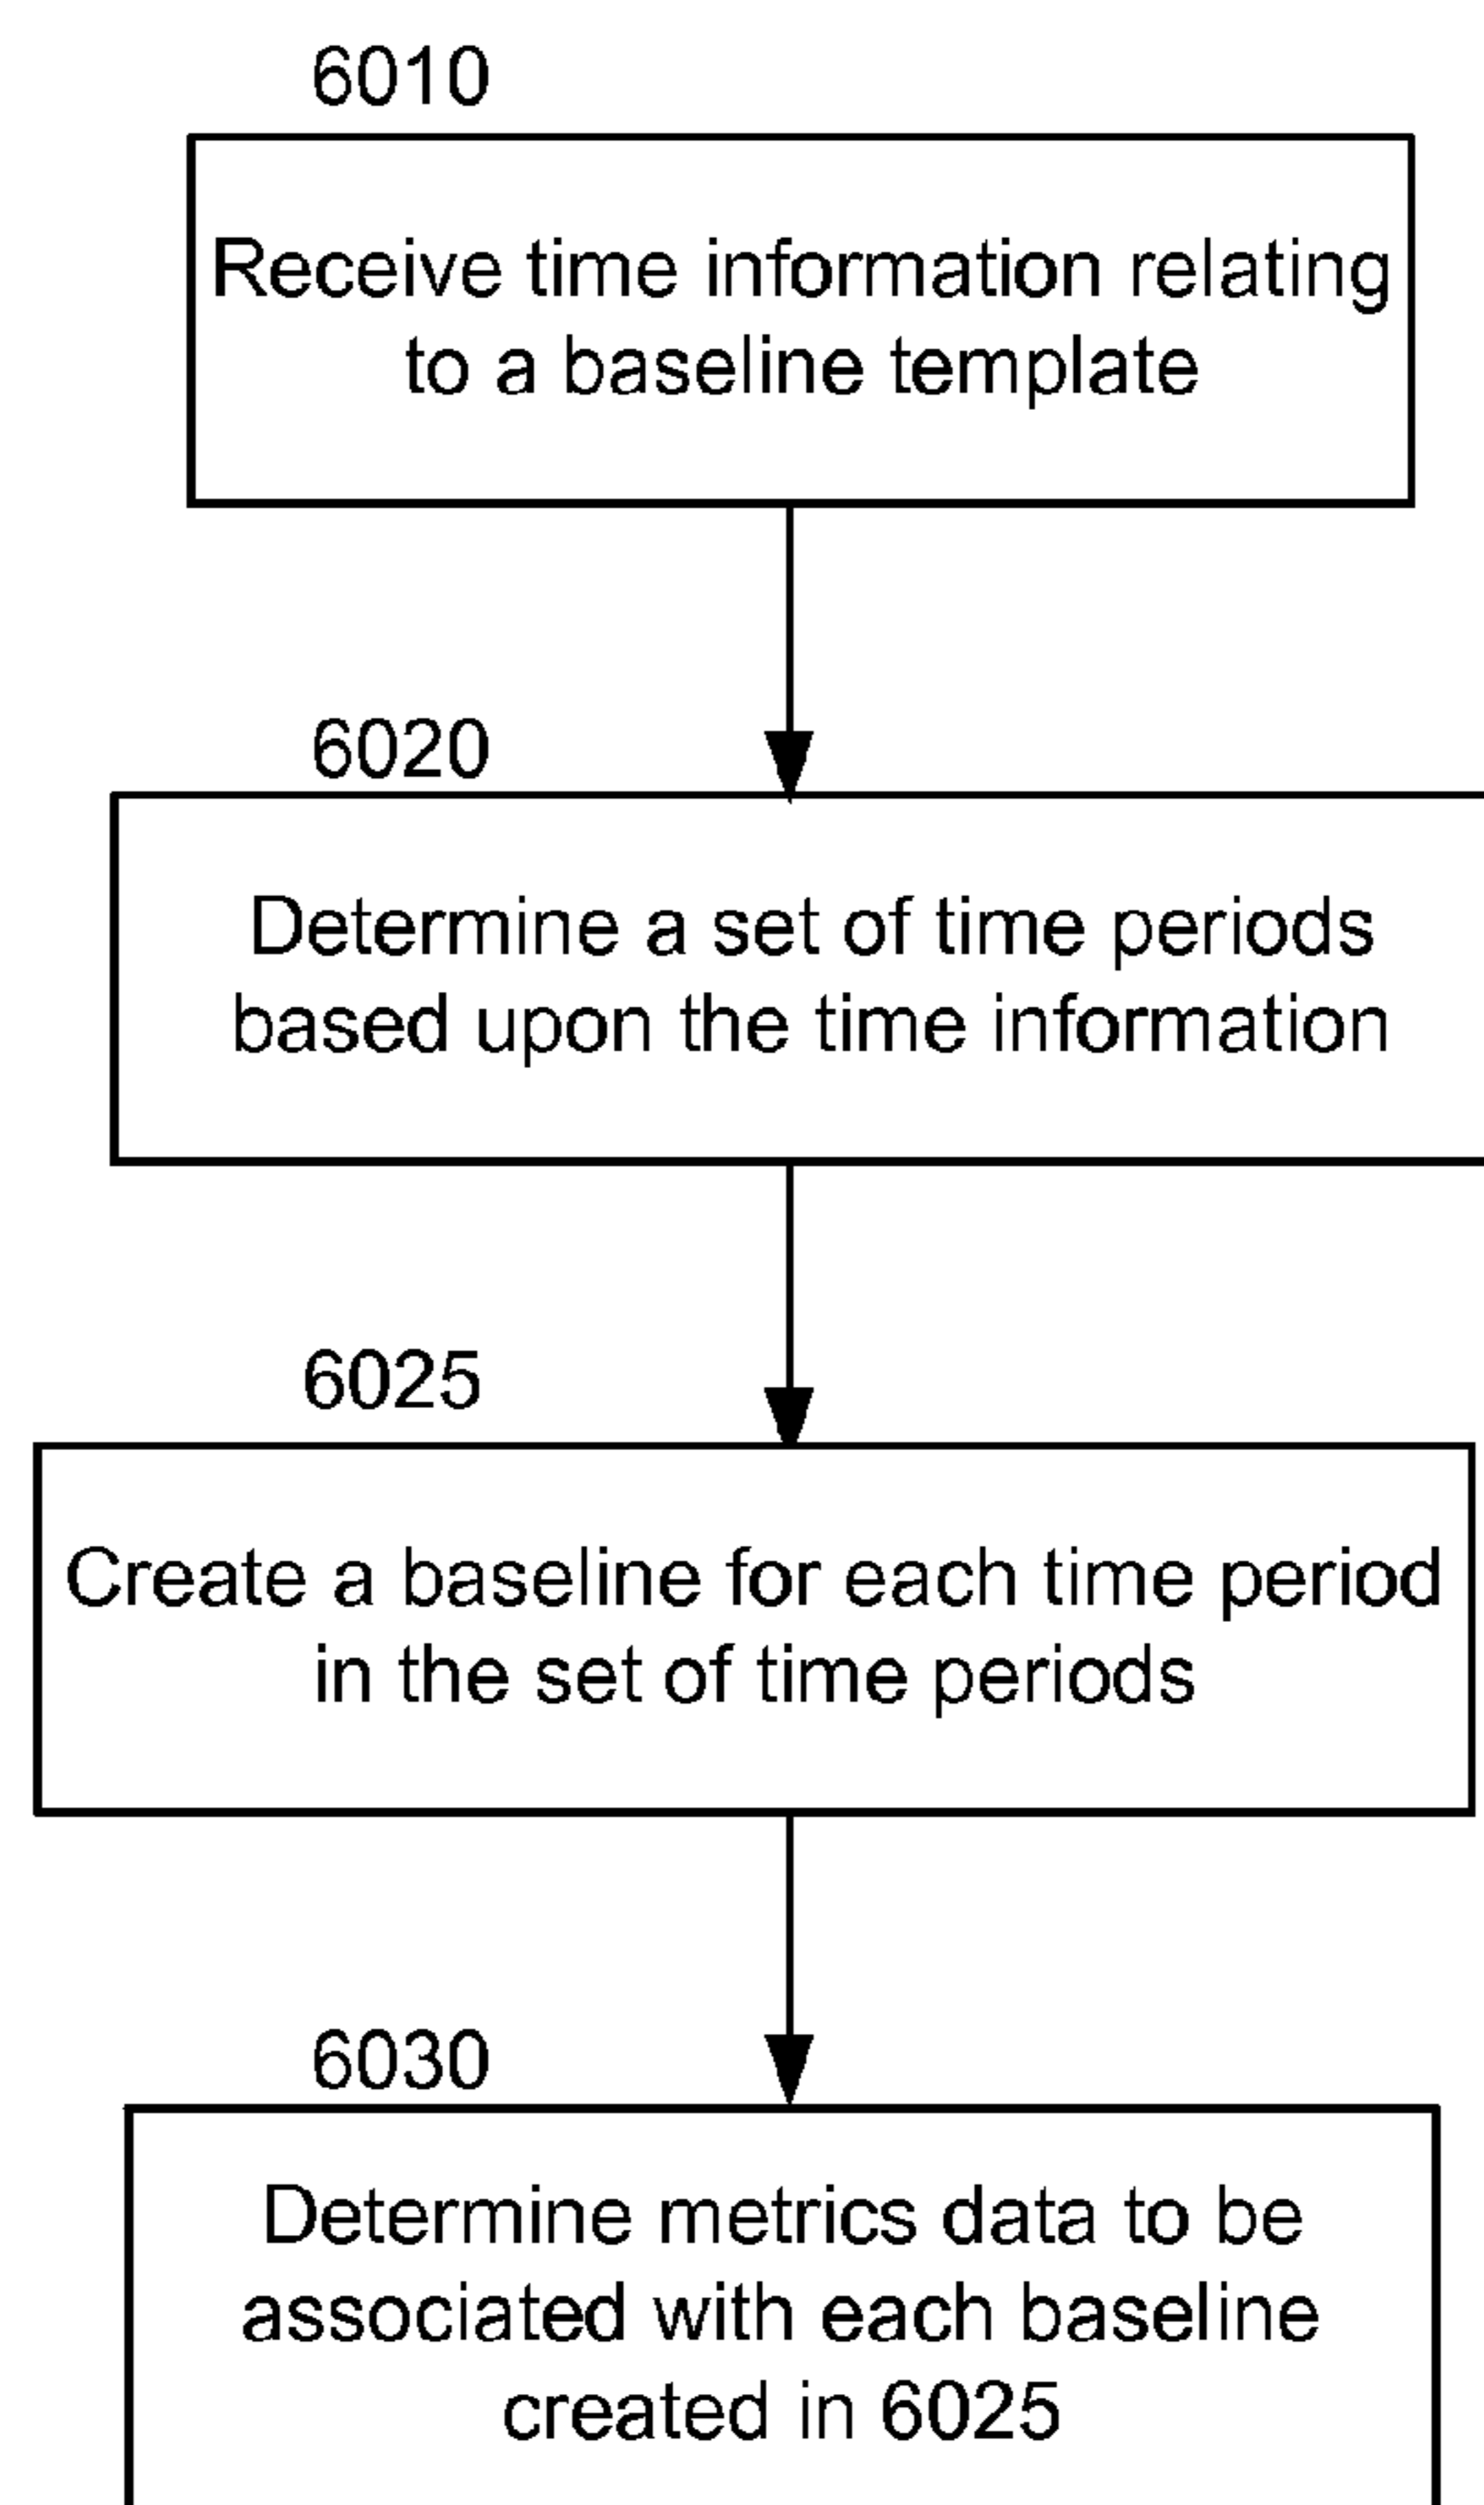 6010
Receive time information relating
to a baseline template
6020
Determine a set of time periods
based upon the time information
6025
Create a baseline for each time period
in the set of time periods
6030
Determine metrics data to be
associated with each baseline
created in 6025